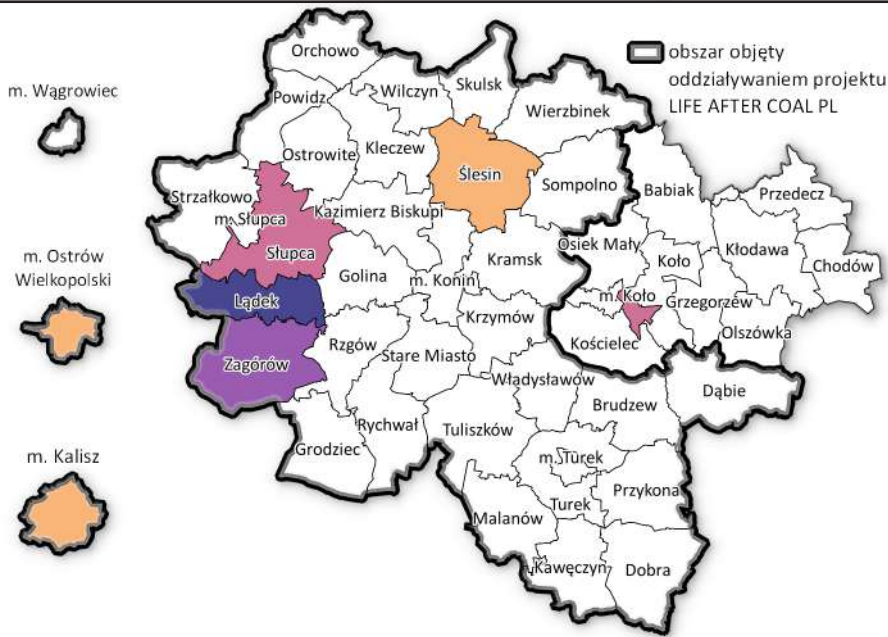 Orchowo
obszar objęty
oddziaływaniem projektu
LIFE AFTER COAL PL
m. Wągrowiec
Powidz
Wilczyn
Skulsk
Wierzbinek
Ostrowite
Kleczew
Ślesin
Sompolno
Strzałkowo
m. Słupca
Kazimierz Biskupi
Babiak
Przedecz
Słupca
Osiek Mały
Kłodawa
m. Ostrów
Wielkopolski
Golina
m. Konin
Kramsk
Koło
Chodów
Lądek
m. Koło
Grzegorzew
Krzymów
Olszówka
Zagórów
Rzgów
Stare Miasto
Kościelec
Władysławów
Dąbie
Brudzew
Grodziec
Rychwał
Tuliszków
m. Kalisz
m. Turek
Przykona
Malanów
Turek
Kawęczyn
Dobra